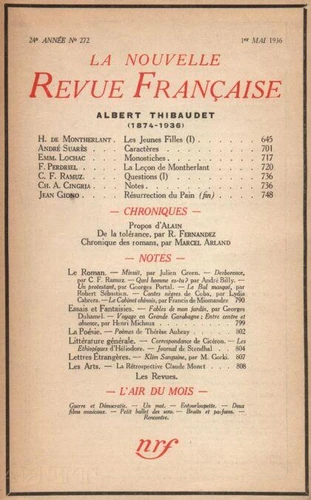 24e ANNÉE No 272 1er MAI 1936
LA NOUVELLE
REVUE FRANÇAISE
ALBERT THIBAUDET
(1874-1936)
H. DE MONTHERLANT . Les Jeunes Filles (I) . . . . . . 645
ANDRÉ SUARÈS . . . Caractères . . . . . . 701
EMM. LOCHAC . . . Monostiches . . . . . . 717
F. PERDRIEL . . . La Leçon de Montherlant . . . 720
C. F. RAMUZ. . . . Questions (I) . . . . . . 736
CH. A. CINGRIA . . . Notes . . . . . . 736
JEAN GIONO . . . . Résurrection du Pain (fin) . . . . 748
— CHRONIQUES —
Propos d'ALAIN
De la tolérance, par R. FERNANDEZ
Chronique des romans, par MARCEL ARLAND
— NOTES —
Le Roman. — Minuit, par Julien Green. — Derborence,
par C. F. Ramuz. — Quel homme es-tu? par André Billy. —
Un protestant, par Georges Portal. — Le Bal masqué, par
Robert Sébastien. — Contes nègres de Cuba, par Lydia
Cabrera. — Le Cabinet chinois, par Francis de Miomandre 790
Essais et Fantaisies. — Fables de mon jardin, par Georges
Duhamel. — Voyage en Grande Garabagne; Entre centre et
absence, par Henri Michaux . . . . . . 799
La Poésie. — Poèmes de Thérèse Aubray . . . 802
Littérature générale. — Correspondance de Cicéron. — Les
Ethiopiques d'Héliodore. — Journal de Stendhal . . 804
Lettres Étrangères. — Klim Samguine, par M. Gorki. 807
Les Arts. — La Rétrospective Claude Monet . . . 808
Les Revues.
— L'AIR DU MOIS —
Guerre et Démocratie. — Un mot. — Entourloupette. — Deux
films musicaux. — Petit ballet des sens. — Bruits et parfums. —
Rencontre.
nrf